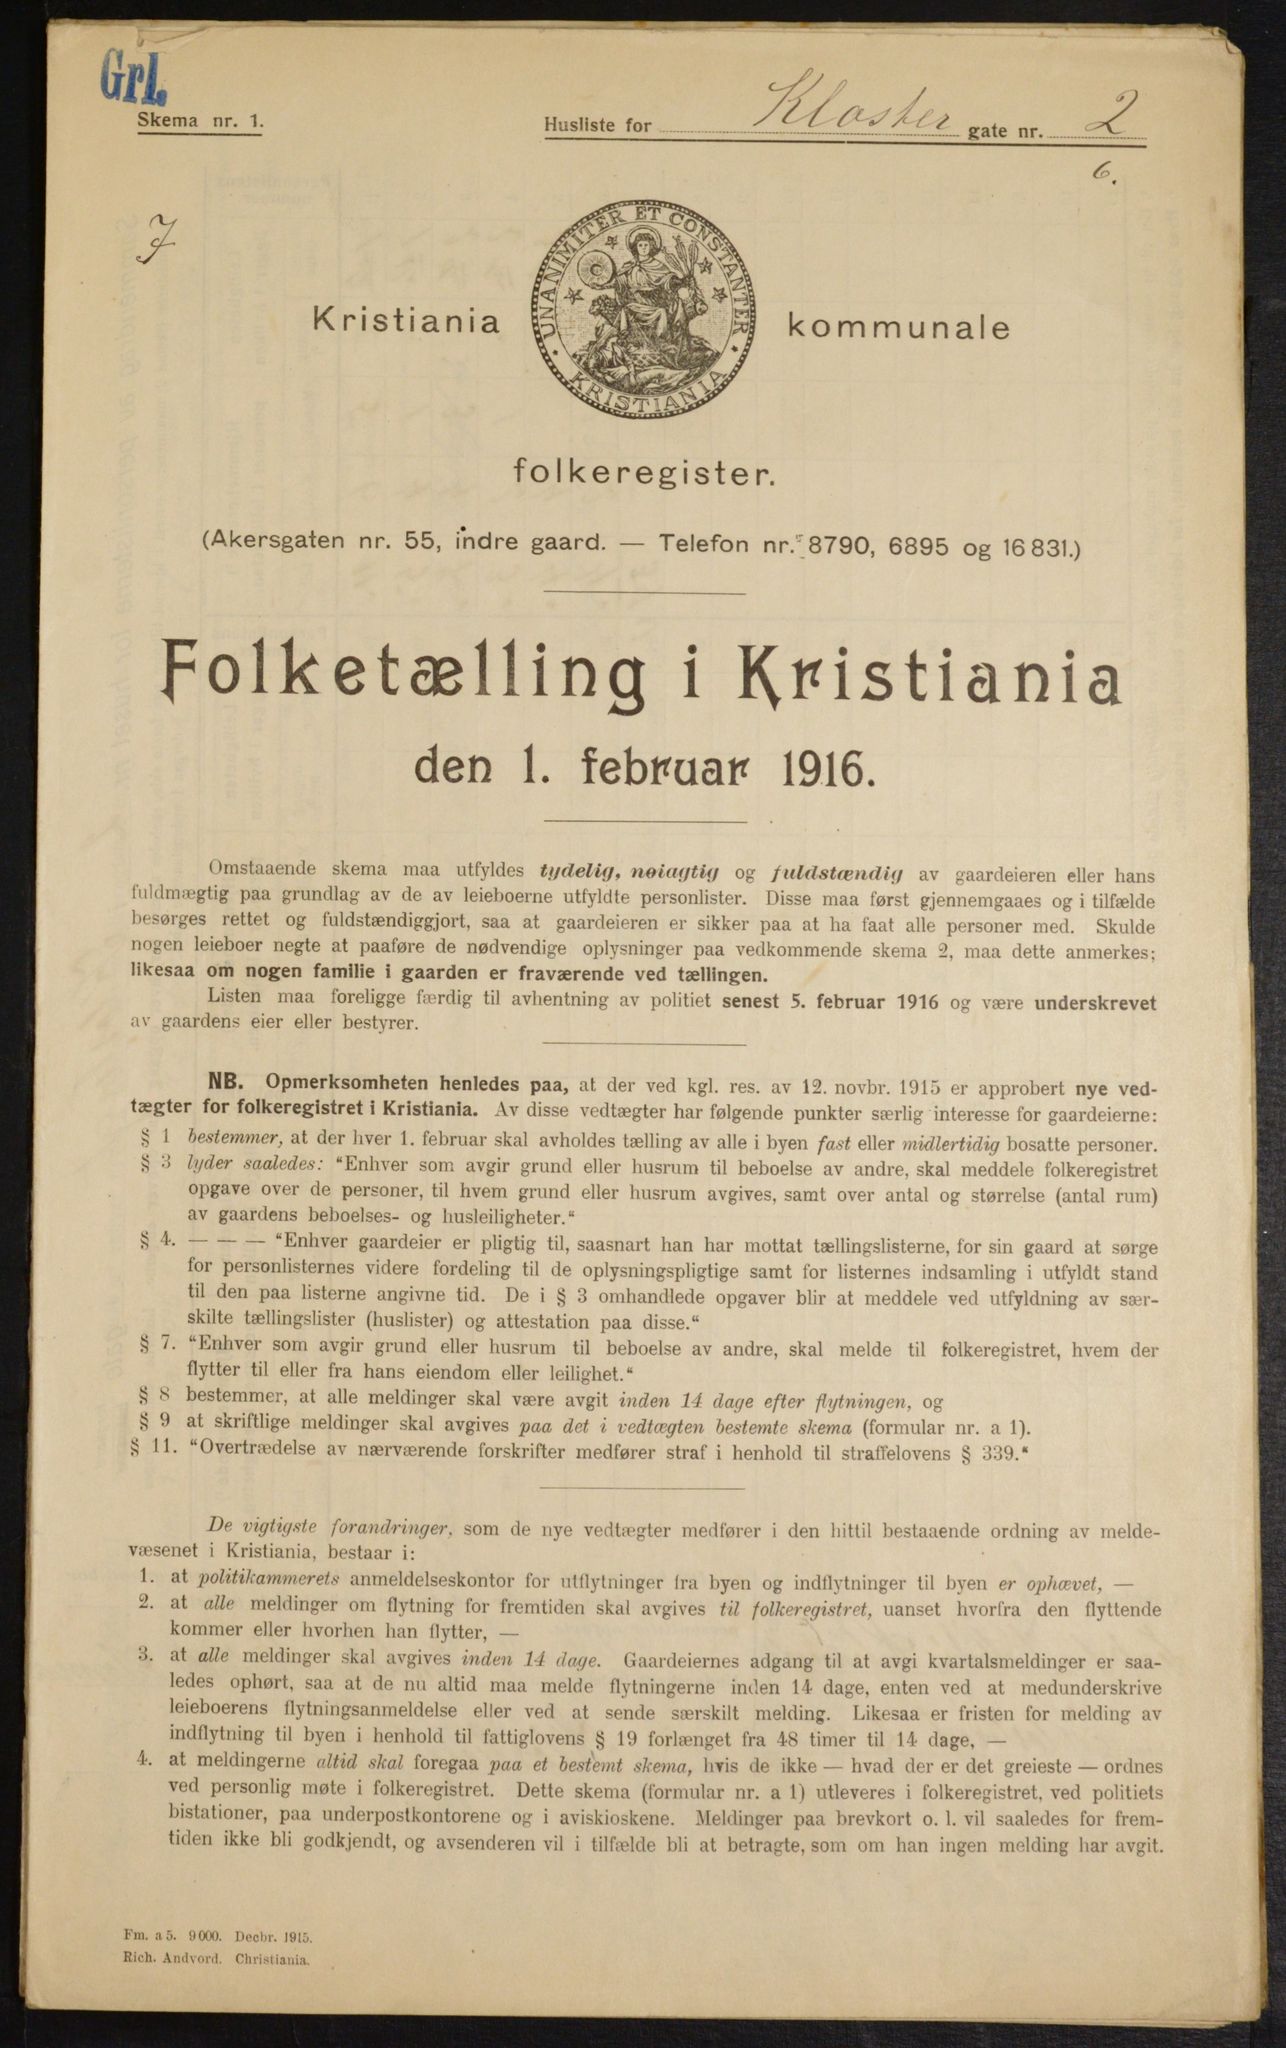 Grl.
Skema nr. 1.
Husliste for Kloster gate nr. 2
6.
7
UNANIMITER ET CONSTANTER
KRISTIANIA
Kristiania kommunale
folkeregister.
(Akersgaten nr. 55, indre gaard. — Telefon nr. 8790, 6895 og 16 831.)
Folketælling i Kristiania
den 1. februar 1916.
Omstaaende skema maa utfyldes tydelig, nøiagtig og fuldstændig av gaardeieren eller hans
fuldmægtig paa grundlag av de av leieboerne utfyldte personlister. Disse maa først gjennemgaaes og i tilfælde
besørges rettet og fuldstændiggjort, saa at gaardeieren er sikker paa at ha faat alle personer med. Skulde
nogen leieboer negte at paaføre de nødvendige oplysninger paa vedkommende skema 2, maa dette anmerkes;
likesaa om nogen familie i gaarden er fraværende ved tællingen.
Listen maa foreligge færdig til avhentning av politiet senest 5. februar 1916 og være underskrevet
av gaardens eier eller bestyrer.
NB. Opmerksomheten henledes paa, at der ved kgl. res. av 12. novbr. 1915 er approbert nye ved-
tægter for folkeregistret i Kristiania. Av disse vedtægter har følgende punkter særlig interesse for gaardeierne:
§ 1 bestemmer, at der hver 1. februar skal avholdes tælling av alle i byen fast eller midlertidig bosatte personer.
§ 3 lyder saaledes: “Enhver som avgir grund eller husrum til beboelse av andre, skal meddele folkeregistret
opgave over de personer, til hvem grund eller husrum avgives, samt over antal og størrelse (antal rum)
av gaardens beboelses- og husleiligheter.“
§ 4. — — — “Enhver gaardeier er pligtig til, saasnart han har mottat tællingslisterne, for sin gaard at sørge
for personlisternes videre fordeling til de oplysningspligtige samt for listernes indsamling i utfyldt stand
til den paa listerne angivne tid. De i § 3 omhandlede opgaver blir at meddele ved utfyldning av sær-
skilte tællingslister (huslister) og attestation paa disse.“
§ 7. “Enhver som avgir grund eller husrum til beboelse av andre, skal melde til folkeregistret, hvem der
flytter til eller fra hans eiendom eller leilighet.“
§ 8 bestemmer, at alle meldinger skal være avgit inden 14 dage efter flytningen, og
§ 9 at skriftlige meldinger skal avgives paa det i vedtægten bestemte skema (formular nr. a 1).
§ 11. “Overtrædelse av nærværende forskrifter medfører straf i henhold til straffelovens § 339.“
De vigtigste forandringer, som de nye vedtægter medfører i den hittil bestaaende ordning av melde-
væsenet i Kristiania, bestaar i:
1. at politikammerets anmeldelseskontor for utflytninger fra byen og indflytninger til byen er ophævet, —
2. at alle meldinger om flytning for fremtiden skal avgives til folkeregistret, uanset hvorfra den flyttende
kommer eller hvorhen han flytter, —
3. at alle meldinger skal avgives inden 14 dage. Gaardeiernes adgang til at avgi kvartalsmeldinger er saa-
ledes ophørt, saa at de nu altid maa melde flytningerne inden 14 dage, enten ved at medunderskrive
leieboerens flytningsanmeldelse eller ved at sende særskilt melding. Likesaa er fristen for melding av
indflytning til byen i henhold til fattiglovens § 19 forlænget fra 48 timer til 14 dage, —
4. at meldingerne altid skal foregaa paa et bestemt skema, hvis de ikke — hvad der er det greieste — ordnes
ved personlig møte i folkeregistret. Dette skema (formular nr. a 1) utleveres i folkeregistret, ved politiets
bistationer, paa underpostkontorene og i aviskioskene. Meldinger paa brevkort o. l. vil saaledes for frem-
tiden ikke bli godkjendt, og avsenderen vil i tilfælde bli at betragte, som om han ingen melding har avgit.
Fm. a 5. 9 000. Decbr. 1915.
Rich. Andvord. Christiania.